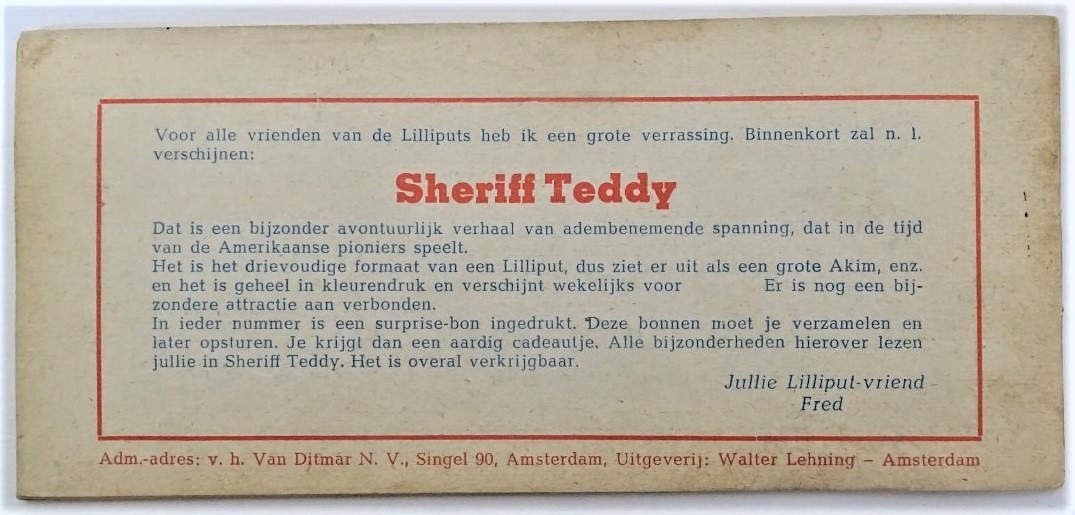 Voor alle vrienden van de Lilliputs heb ik een grote verrassing. Binnenkort zal n. l.
verschijnen:
Sheriff Teddy
Dat is een bijzonder avontuurlijk verhaal van adembenemende spanning, dat in de tijd
van de Amerikaanse pioniers speelt.
Het is het drievoudige formaat van een Lilliput, dus ziet er uit als een grote Akim, enz.
en het is geheel in kleurendruk en verschijnt wekelijks voor Er is nog een bij-
zondere attractie aan verbonden.
In ieder nummer is een surprise-bon ingedrukt. Deze bonnen moet je verzamelen en
later opsturen. Je krijgt dan een aardig cadeautje. Alle bijzonderheden hierover lezen
jullie in Sheriff Teddy. Het is overal verkrijgbaar.
Jullie Lilliput-vriend
Fred
Adm.-adres: v. h. Van Ditmar N. V., Singel 90, Amsterdam, Uitgeverij: Walter Lehning – Amsterdam